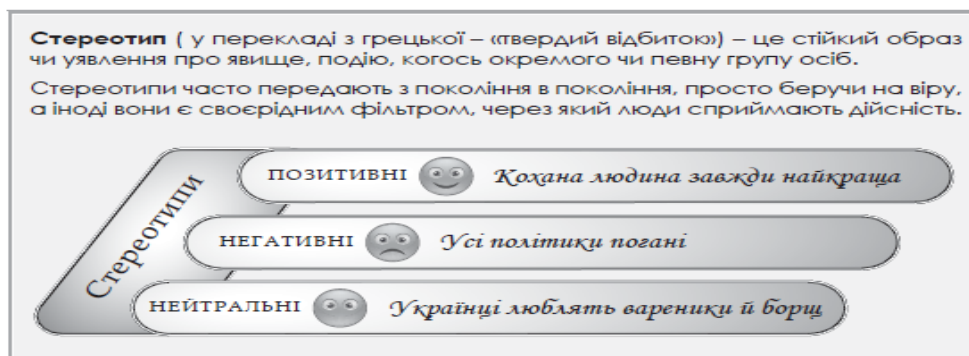 Стереотип ( у перекладі з грецької – «твердий відбиток») – це стійкий образ
чи уявлення про явище, подію, когось окремого чи певну групу осіб.
Стереотипи часто передають з покоління в покоління, просто беручи на віру,
а іноді вони є своєрідним фільтром, через який люди сприймають дійсність.
Стереотипи
ПОЗИТИВНІ Кохана людина завжди найкраща
НЕГАТИВНІ Усі політики погані
НЕЙТРАЛЬНІ Українці люблять вареники й борщ